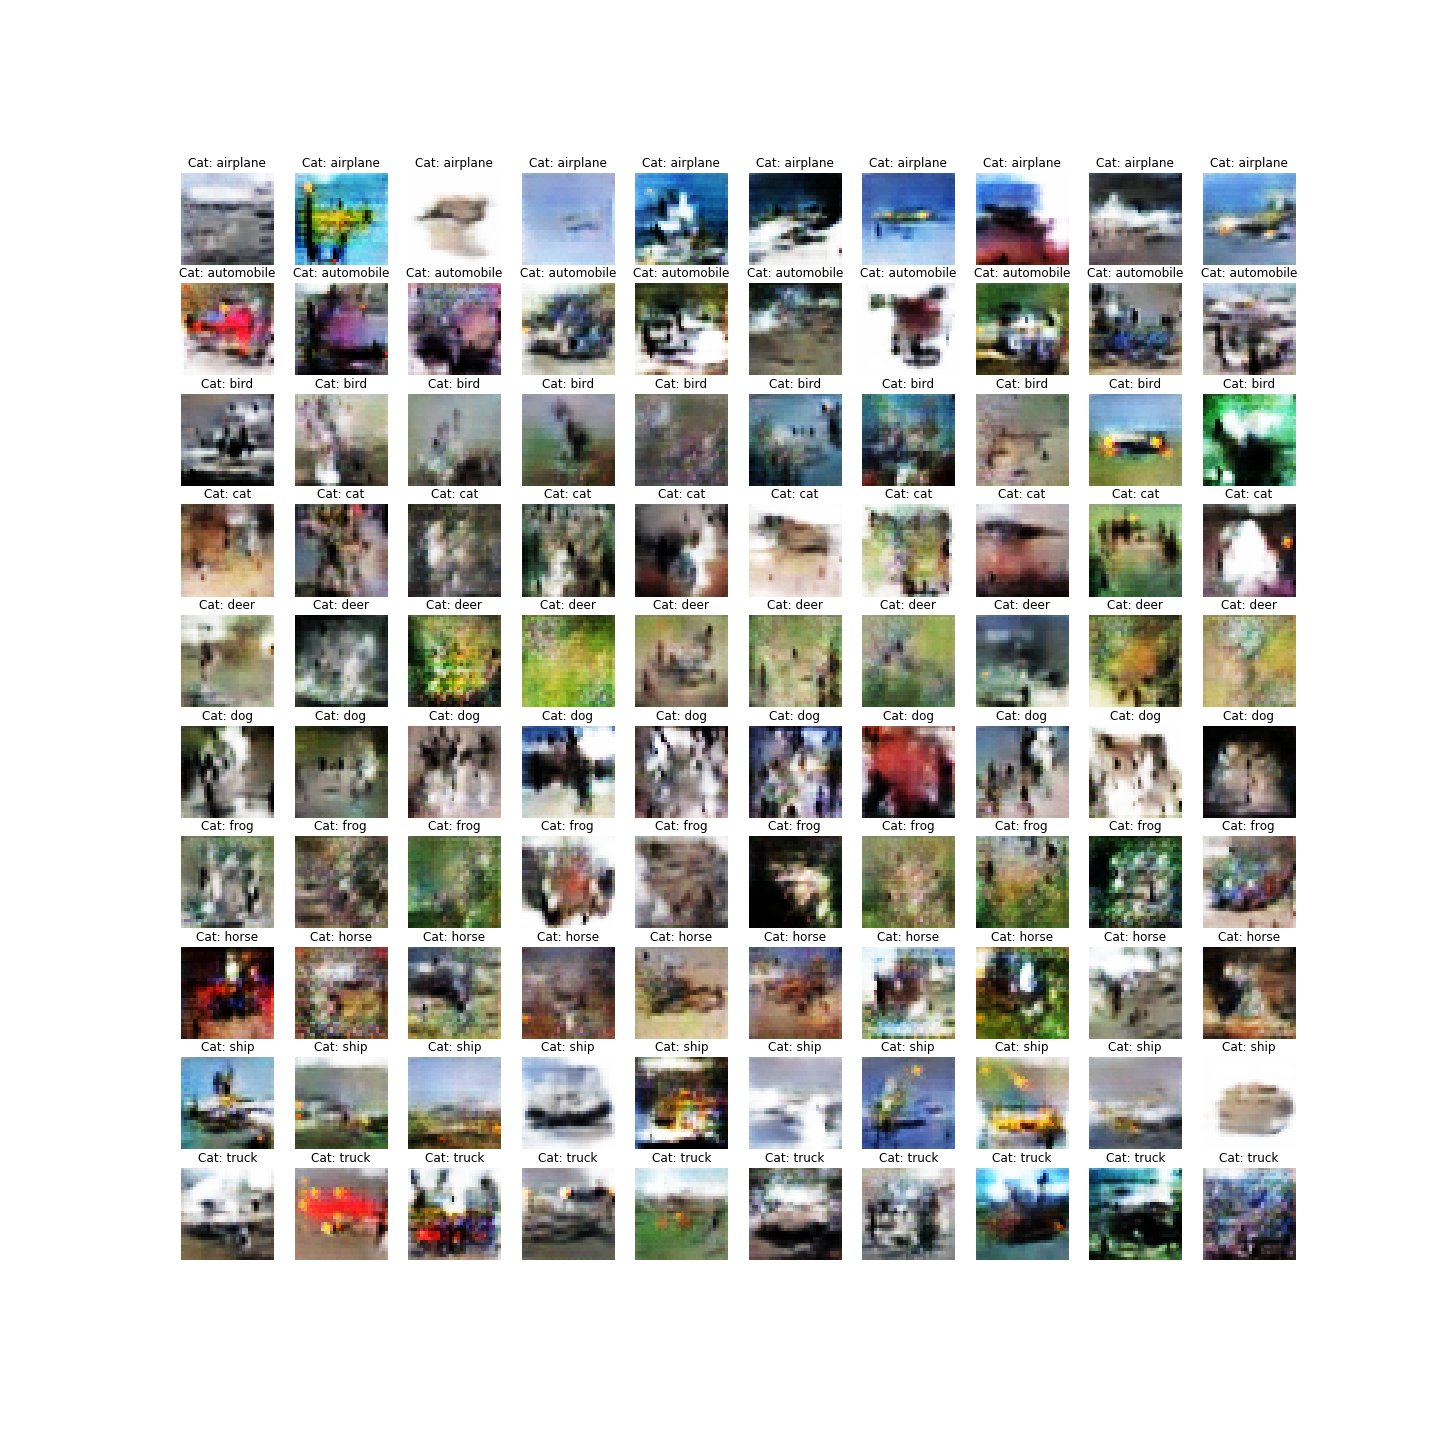 Cat: airplane Cat: airplane Cat: airplane Cat: airplane Cat: airplane Cat: airplane Cat: airplane Cat: airplane Cat: airplane Cat: airplane
Cat: automobile Cat: automobile Cat: automobile Cat: automobile Cat: automobile Cat: automobile Cat: automobile Cat: automobile Cat: automobile Cat: automobile
Cat: bird Cat: bird Cat: bird Cat: bird Cat: bird Cat: bird Cat: bird Cat: bird Cat: bird Cat: bird
Cat: cat Cat: cat Cat: cat Cat: cat Cat: cat Cat: cat Cat: cat Cat: cat Cat: cat Cat: cat
Cat: deer Cat: deer Cat: deer Cat: deer Cat: deer Cat: deer Cat: deer Cat: deer Cat: deer Cat: deer
Cat: dog Cat: dog Cat: dog Cat: dog Cat: dog Cat: dog Cat: dog Cat: dog Cat: dog Cat: dog
Cat: frog Cat: frog Cat: frog Cat: frog Cat: frog Cat: frog Cat: frog Cat: frog Cat: frog Cat: frog
Cat: horse Cat: horse Cat: horse Cat: horse Cat: horse Cat: horse Cat: horse Cat: horse Cat: horse Cat: horse
Cat: ship Cat: ship Cat: ship Cat: ship Cat: ship Cat: ship Cat: ship Cat: ship Cat: ship Cat: ship
Cat: truck Cat: truck Cat: truck Cat: truck Cat: truck Cat: truck Cat: truck Cat: truck Cat: truck Cat: truck